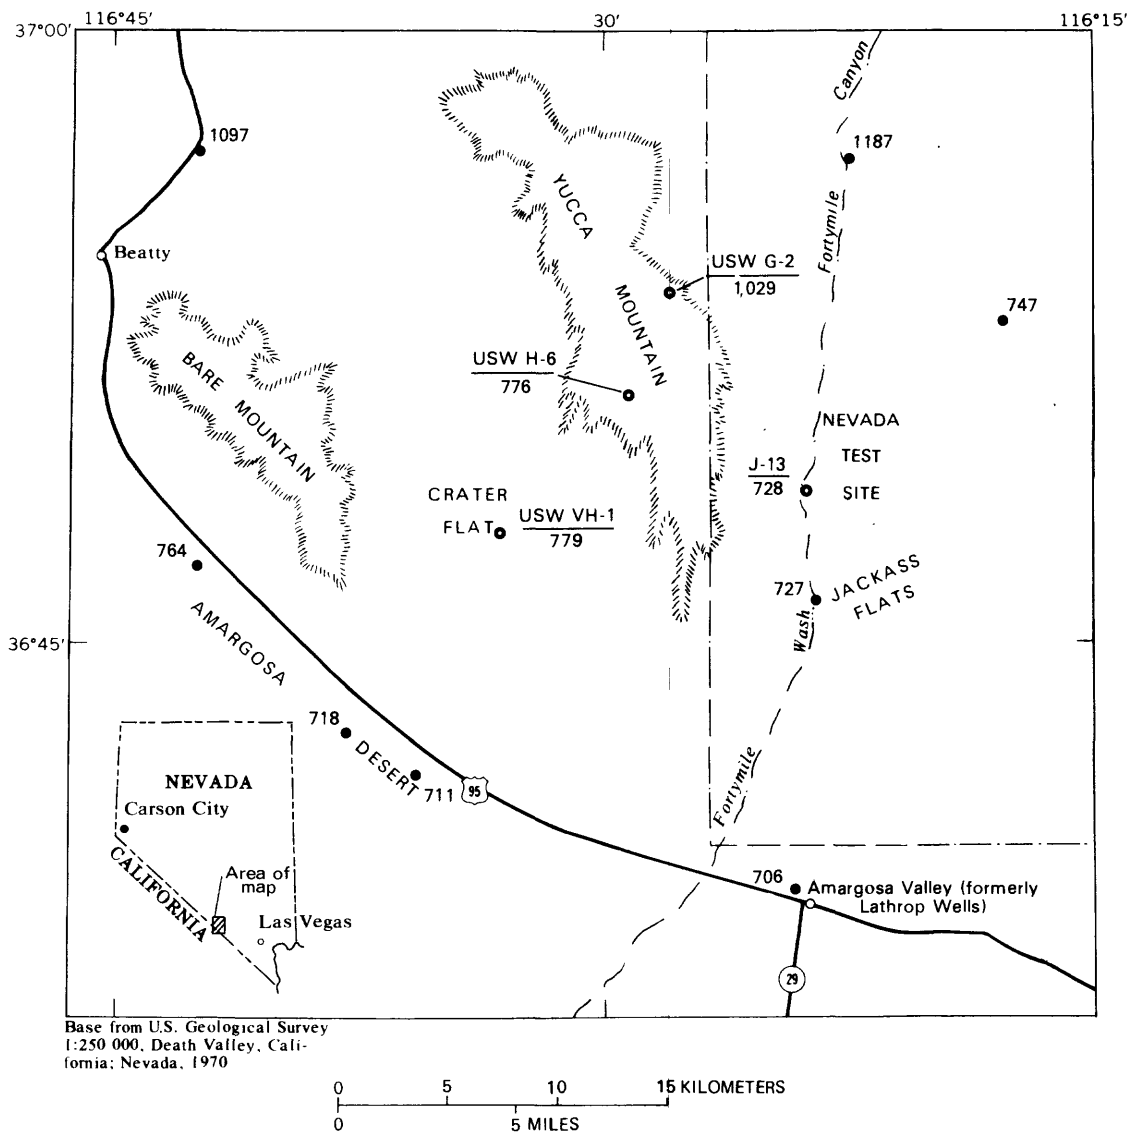 116°45'
30'
116°15'
37°00'
Canyon
1097
1187
YUCCA
Fortymile
Beatty
USW G-2
1,029
MOUNTAIN
747
BARE
MOUNTAIN
USW H-6
776
NEVADA
TEST
SITE
J-13
728
CRATER
FLAT
USW VH-1
779
764
727
JACKASS
FLATS
AMARGOSA
Wash
36°45'
718
DESERT
711
95
Fortymile
NEVADA
Carson City
CALIFORNIA
Area of
map
Las Vegas
706
Amargosa Valley (formerly
Lathrop Wells)
29
Base from U.S. Geological Survey
1:250 000, Death Valley, Cali-
fornia; Nevada, 1970
0 5 10 15 KILOMETERS
0 5 MILES